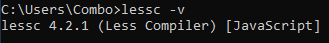 C:\Users\Combo>lessc -v
lessc 4.2.1 (Less Compiler) [JavaScript]